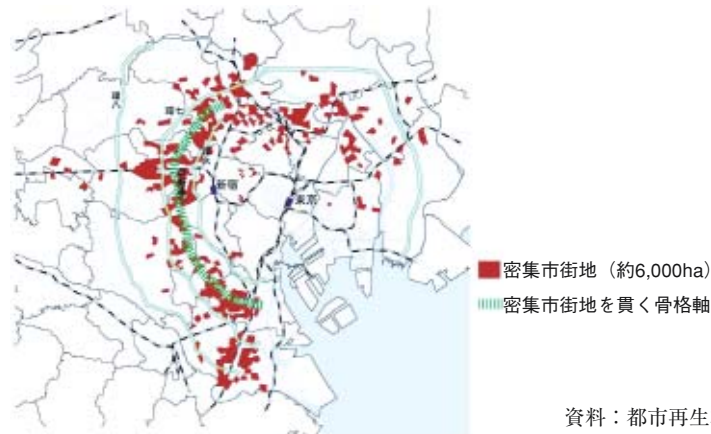 環八
環七
新宿
東京
密集市街地（約6,000ha）
密集市街地を貫く骨格軸
資料：都市再生